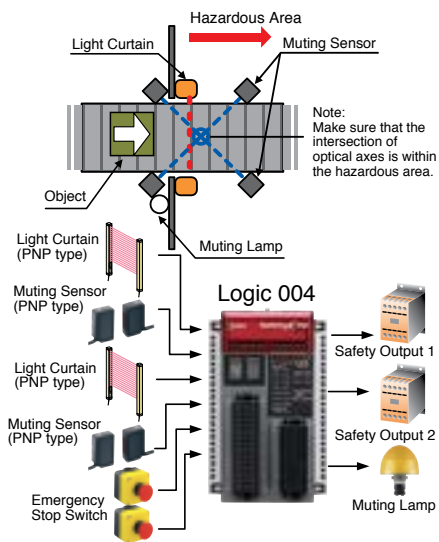 Hazardous Area
Light Curtain
Muting Sensor
Note:
Make sure that the
intersection of
optical axes is within
the hazardous area.
Object
Muting Lamp
Light Curtain
(PNP type)
Muting Sensor
(PNP type)
Light Curtain
(PNP type)
Muting Sensor
(PNP type)
Emergency
Stop Switch
Logic 004
Safety Output 1
Safety Output 2
Muting Lamp